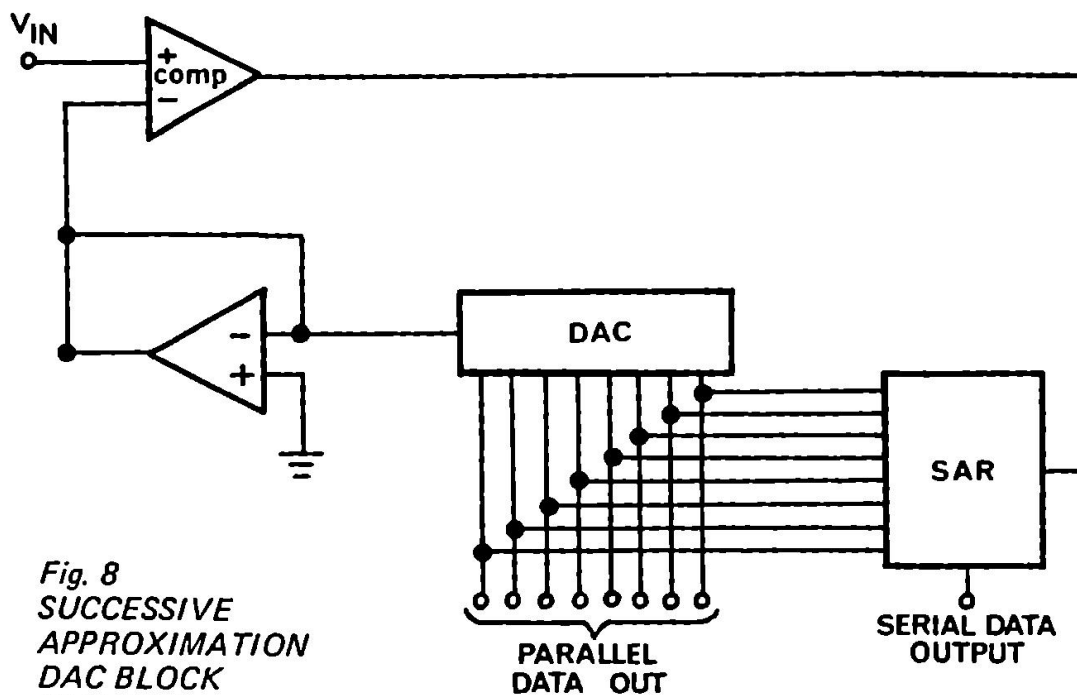 VIN
+
comp
−
DAC
−
+
SAR
Fig. 8
SUCCESSIVE
APPROXIMATION
DAC BLOCK
PARALLEL
DATA OUT
SERIAL DATA
OUTPUT